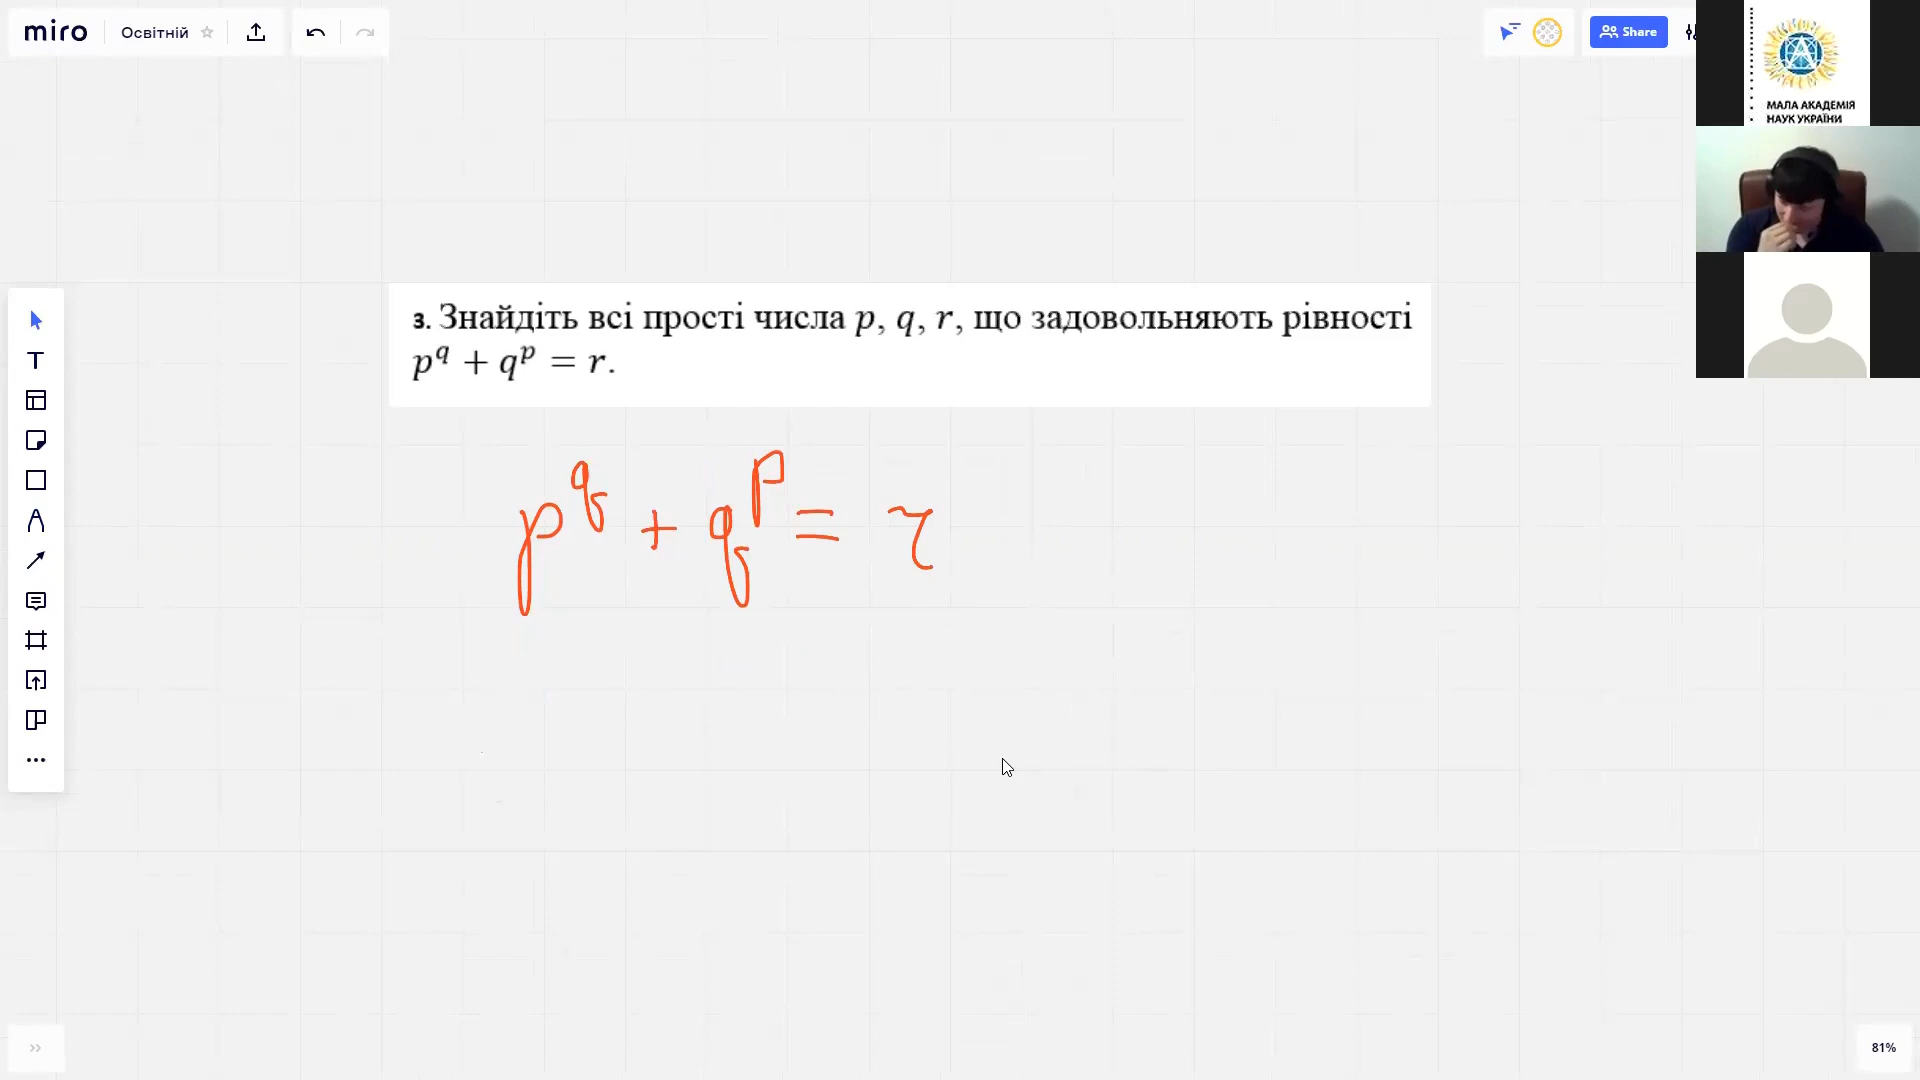 miro
Освітній
Share
МАЛА АКАДЕМІЯ
НАУК УКРАЇНИ
3. Знайдіть всі прості числа p, q, r, що задовольняють рівності
p^q + q^p = r.
p^q + q^p = r
81%